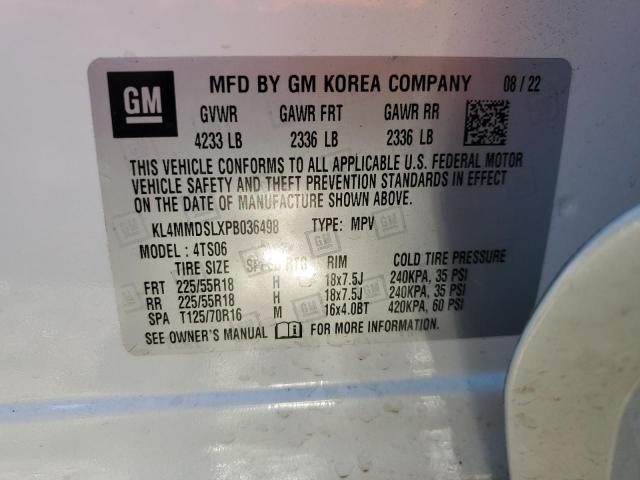 GM MFD BY GM KOREA COMPANY 08 / 22
GVWR GAWR FRT GAWR RR
4233 LB 2336 LB 2336 LB
THIS VEHICLE CONFORMS TO ALL APPLICABLE U.S. FEDERAL MOTOR
VEHICLE SAFETY AND THEFT PREVENTION STANDARDS IN EFFECT
ON THE DATE OF MANUFACTURE SHOWN ABOVE.
KL4MMDSLXPB036498 TYPE: MPV
MODEL: 4TS06
TIRE SIZE SPEED RTG RIM COLD TIRE PRESSURE
FRT 225/55R18 H 18x7.5J 240KPA, 35 PSI
RR 225/55R18 H 18x7.5J 240KPA, 35 PSI
SPA T125/70R16 M 16x4.0BT 420KPA, 60 PSI
SEE OWNER'S MANUAL FOR MORE INFORMATION.